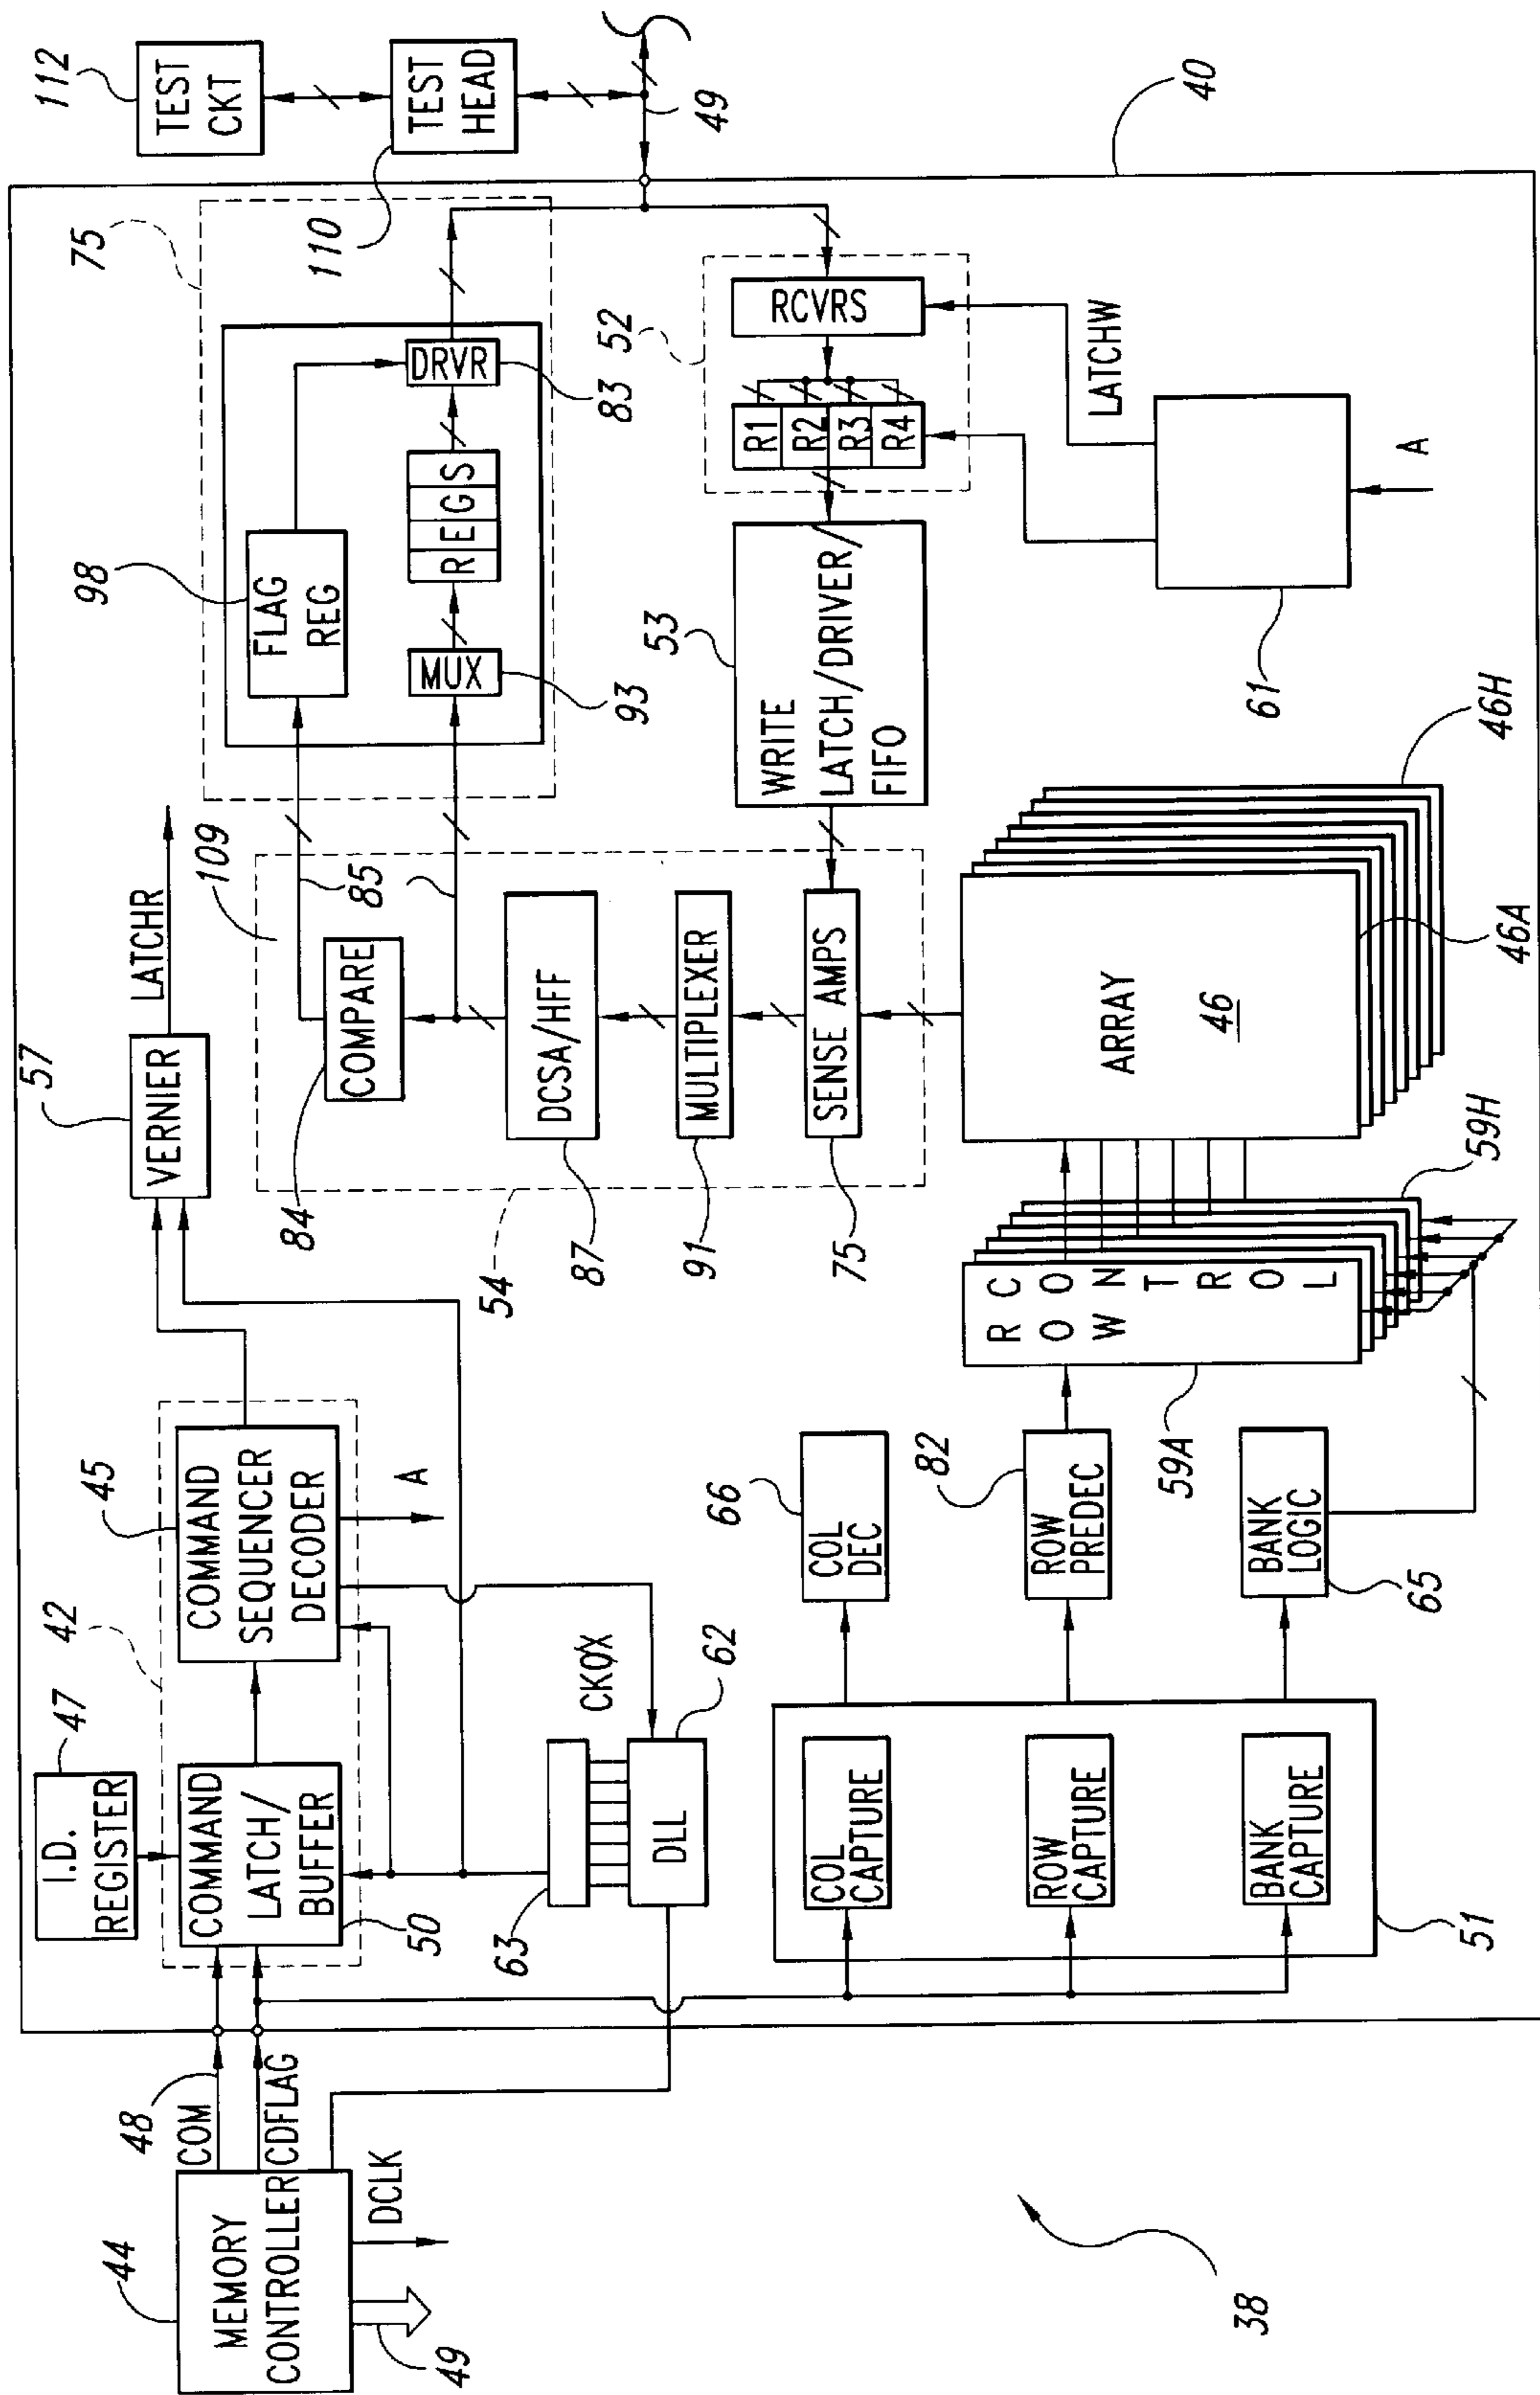 44
MEMORY
CONTROLLER
49
DCLK
COM
CDFLAG
48
I.D.
REGISTER
47
42
COMMAND
LATCH/
BUFFER
50
COMMAND
SEQUENCER
DECODER
45
A
57
VERNIER
LATCHR
63
CK0X
DLL
62
109
COMPARE
84
85
DCSA/HFF
87
MULTIPLEXER
91
SENSE AMPS
75
54
75
98
FLAG
REG
MUX
93
R E G S
DRVR
83
112
TEST
CKT
110
TEST
HEAD
49
40
53
WRITE
LATCH/DRIVER/
FIFO
52
R1
R2
R3
R4
RCVRS
LATCHW
61
A
COL
CAPTURE
ROW
CAPTURE
BANK
CAPTURE
51
COL
DEC
66
ROW
PREDEC
82
BANK
LOGIC
65
ROW
CONTROL
59A
59H
ARRAY
46
46A
46H
38